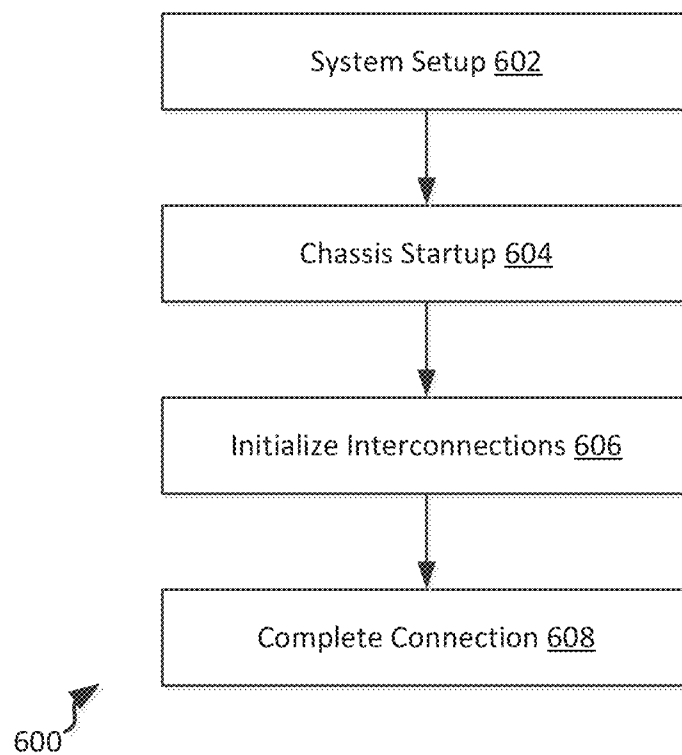 System Setup 602
Chassis Startup 604
Initialize Interconnections 606
Complete Connection 608
600